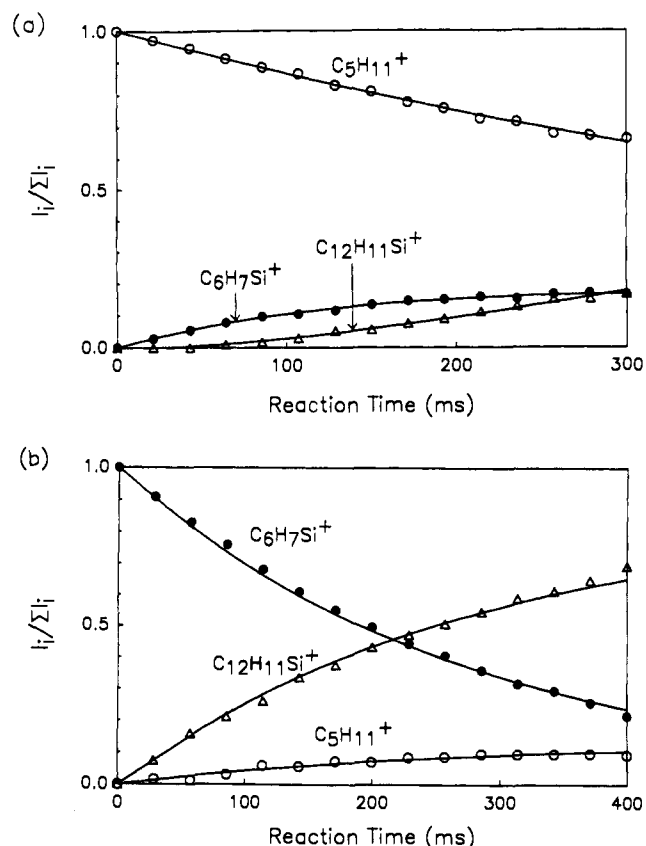 (a)
1.0
C₅H₁₁⁺
Iᵢ/ΣIᵢ
0.5
C₁₂H₁₁Si⁺
C₆H₇Si⁺
0.0
0 100 200 300
Reaction Time (ms)
(b)
1.0
C₆H₇Si⁺
Iᵢ/ΣIᵢ
0.5
C₁₂H₁₁Si⁺
C₅H₁₁⁺
0.0
0 100 200 300 400
Reaction Time (ms)